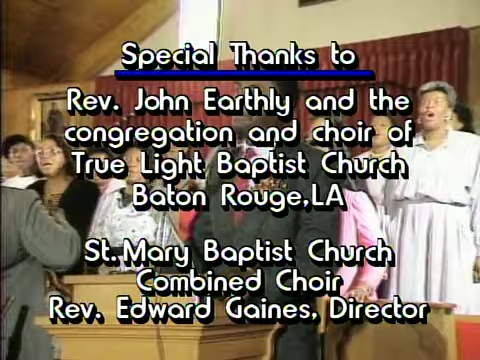 Special Thanks to
Rev. John Earthly and the
congregation and choir of
True Light Baptist Church
Baton Rouge,LA
St. Mary Baptist Church
Combined Choir
Rev. Edward Gaines, Director